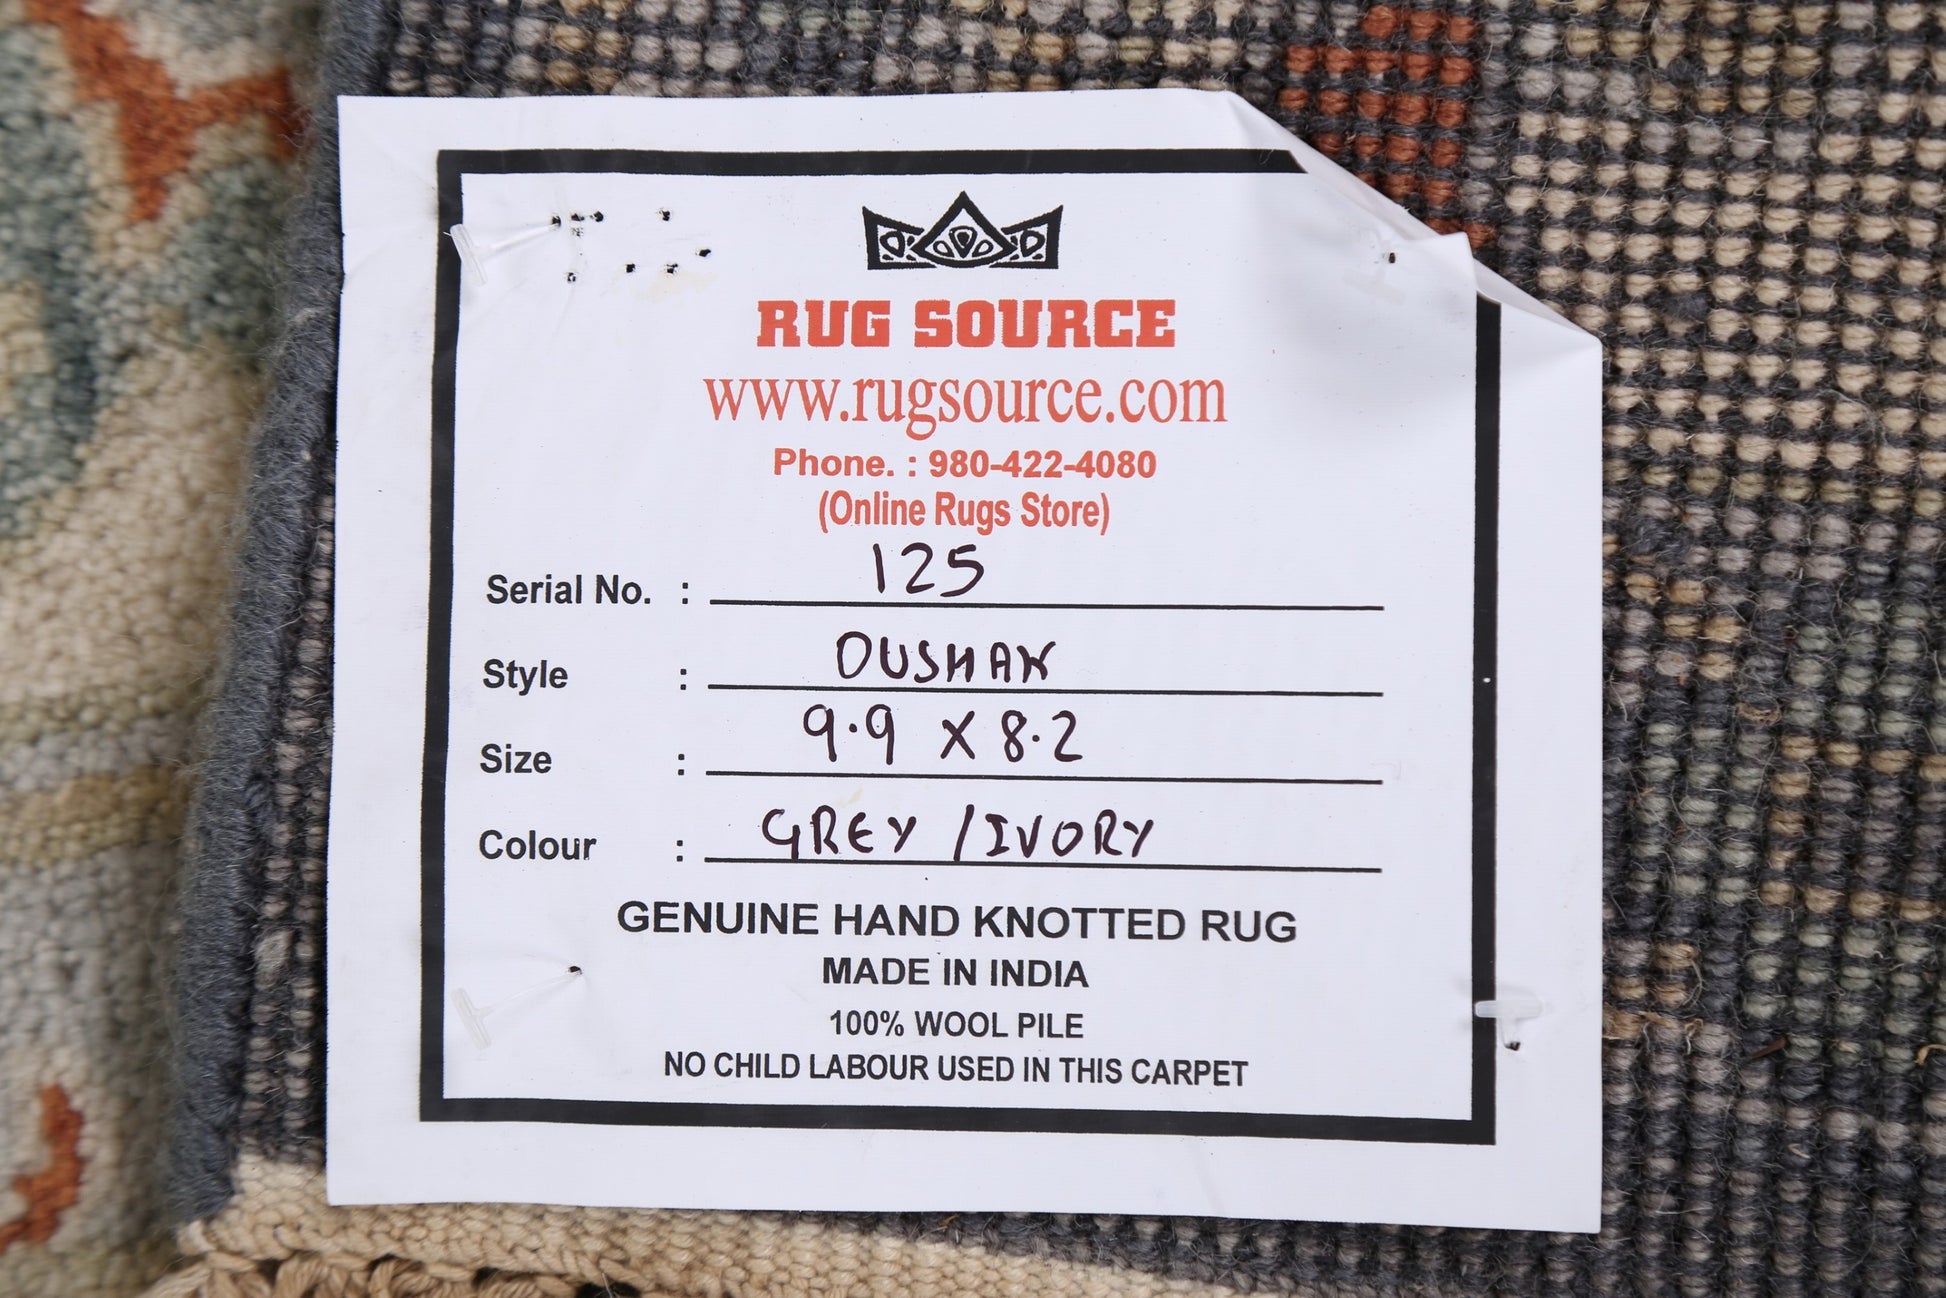 RUG SOURCE
www.rugsource.com
Phone. : 980-422-4080
(Online Rugs Store)
Serial No. : 125
Style : OUSHAK
Size : 9.9 X 8.2
Colour : GREY / IVORY
GENUINE HAND KNOTTED RUG
MADE IN INDIA
100% WOOL PILE
NO CHILD LABOUR USED IN THIS CARPET